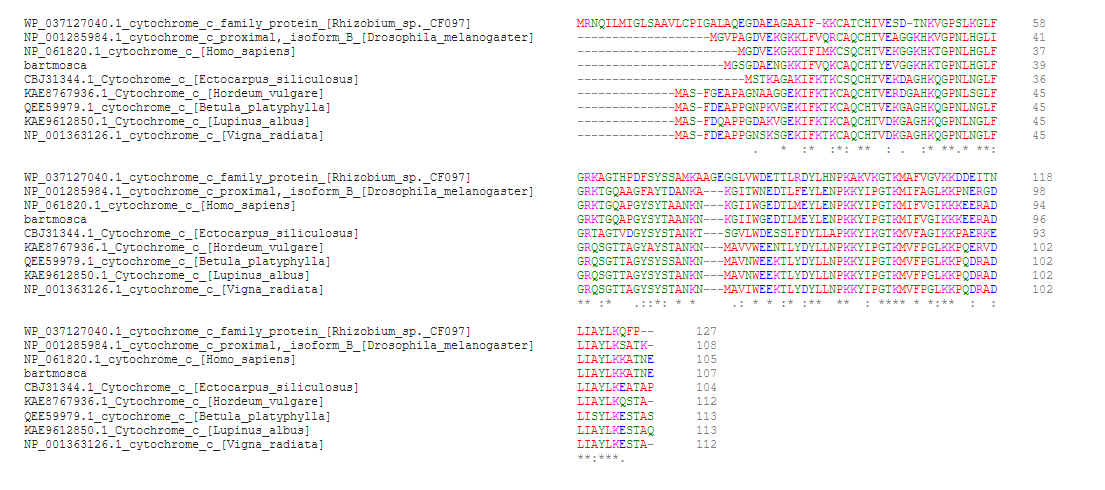 WP_037127040.1_cytochrome_c_family_protein_[Rhizobium_sp._CF097] MRNQILMIGLSAAVLCPIGALAQEGDAEAGAAIF-KKCATCHIVESD-TNKVGPSLKGLF 58
NP_001285984.1_cytochrome_c_proximal,_isoform_B_[Drosophila_melanogaster] -------------------MGVPAGDVEKGKKLFVQRCAQCHTVEAGGKHKVGPNLHGLI 41
NP_061820.1_cytochrome_c_[Homo_sapiens] -----------------------MGDVEKGKKIFIMKCSQCHTVEKGGKHKTGPNLHGLF 37
bartmosca ---------------------MGSGDAENGKKIFVQKCAQCHTYEVGGKHKTGPNLHGLF 39
CBJ31344.1_Cytochrome_c_[Ectocarpus_siliculosus] ------------------------MSTKAGAKIFKTKCSQCHTVEKDAGHKQGPNLHGLF 36
KAE8767936.1_Cytochrome_c_[Hordeum_vulgare] --------------MAS-FGEAPAGNAAGGEKIFKTKCAQCHTVERDGAHKQGPNLSGLF 45
QEE59979.1_cytochrome_c_[Betula_platyphylla] --------------MAS-FDEAPPGNPKVGEKIFKTKCAQCHTVEKGAGHKQGPNLNGLF 45
KAE9612850.1_Cytochrome_c_[Lupinus_albus] --------------MAS-FDQAPPGDAKVGEKIFKTKCAQCHTVDKGAGHKQGPNLNGLF 45
NP_001363126.1_cytochrome_c_[Vigna_radiata] --------------MAS-FDEAPPGNSKSGEKIFKTKCAQCHTVDKGAGHKQGPNLNGLF 45
.   *  :*  :*: **  : .  :* **.* **:
WP_037127040.1_cytochrome_c_family_protein_[Rhizobium_sp._CF097] GRKAGTHPDFSYSSAMKAAGEGGLVWDETTLRDYLHNPKAKVKGTKMAFVGVKKDDEITN 118
NP_001285984.1_cytochrome_c_proximal,_isoform_B_[Drosophila_melanogaster] GRKTGQAAGFAYTDANKA---KGITWNEDTLFEYLENPKKYIPGTKMIFAGLKKPNERGD 98
NP_061820.1_cytochrome_c_[Homo_sapiens] GRKTGQAPGYSYTAANKN---KGIIWGEDTLMEYLENPKKYIPGTKMIFVGIKKKEERAD 94
bartmosca GRKTGQAPGYSYTAANKN---KGIIWGEDTLMEYLENPKKYIPGTKMIFVGIKKKEERAD 96
CBJ31344.1_Cytochrome_c_[Ectocarpus_siliculosus] GRTAGTVDGYSYSAANKT---SGVLWDESSLFDYLLAPKKYIKGTKMVFAGIKKPAERKE 93
KAE8767936.1_Cytochrome_c_[Hordeum_vulgare] GRQSGTTAGYAYSTANKN---MAVVWEENTLYDYLLNPKKYIPGTKMVFPGLKKPQERVD 102
QEE59979.1_cytochrome_c_[Betula_platyphylla] GRQSGTTAGYSYSTANKN---MAVNWEEKTLYDYLLNPKKYIPGTKMVFPGLKKPQDRAD 102
KAE9612850.1_Cytochrome_c_[Lupinus_albus] GRQSGTTAGYSYSTANKN---MAVNWEEKTLYDYLLNPKKYIPGTKMVFPGLKKPQDRAD 102
NP_001363126.1_cytochrome_c_[Vigna_radiata] GRQSGTTAGYSYSTANKN---MAVIWEEKTLYDYLLNPKKYIPGTKMVFPGLKKPQDRAD 102
** :*   .::*: * *     .: * * :* :**  **  : **** * *:**  :  :
WP_037127040.1_cytochrome_c_family_protein_[Rhizobium_sp._CF097] LIAYLKQFP-- 127
NP_001285984.1_cytochrome_c_proximal,_isoform_B_[Drosophila_melanogaster] LIAYLKSATK- 108
NP_061820.1_cytochrome_c_[Homo_sapiens] LIAYLKKATNE 105
bartmosca LIAYLKKATNE 107
CBJ31344.1_Cytochrome_c_[Ectocarpus_siliculosus] LIAYLKEATAP 104
KAE8767936.1_Cytochrome_c_[Hordeum_vulgare] LIAYLKQSTA- 112
QEE59979.1_cytochrome_c_[Betula_platyphylla] LISYLKESTAS 113
KAE9612850.1_Cytochrome_c_[Lupinus_albus] LIAYLKESTAQ 113
NP_001363126.1_cytochrome_c_[Vigna_radiata] LIAYLKESTA- 112
**:***.